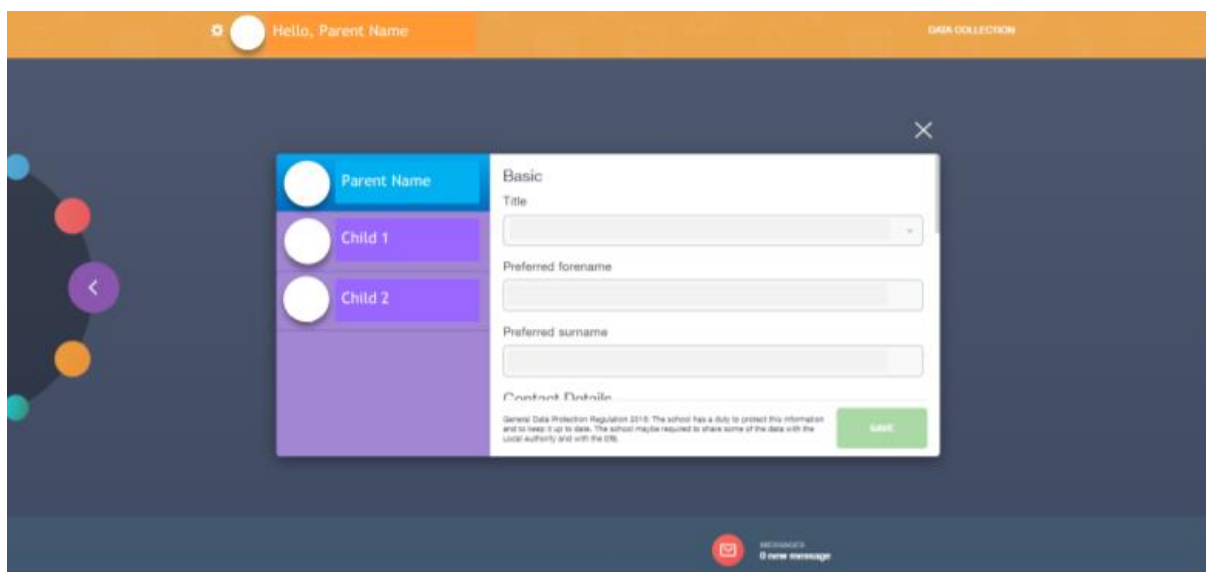 Hello, Parent Name
DATA COLLECTION
Parent Name
Child 1
Child 2
Basic
Title
Preferred forename
Preferred surname
Contact Details
General Data Protection Regulation 2018: The school has a duty to protect this information
and to keep it up to date. The school maybe required to share some of the data with the
Local Authority and with the DfE.
SAVE
MESSAGES
0 new message